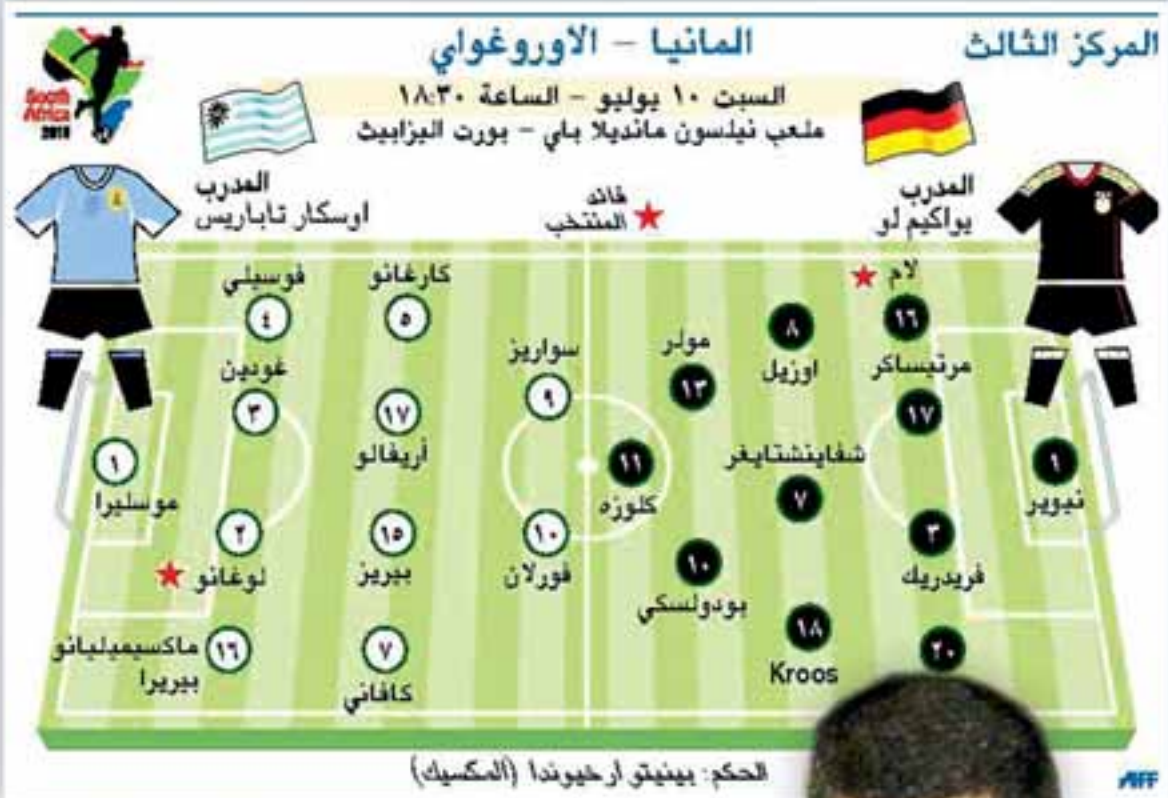 المركز الثالث
المانيا – الاوروغواي
السبت ١٠ يوليو – الساعة ١٨:٣٠
ملعب نيلسون مانديلا باي – بورت اليزابيث
South
Africa
2010
المدرب
يواكيم لو
قائد
المنتخب
المدرب
اوسكار تاباريس
لام
١٦
مرتيساكر
١٧
٣
فريدريك
٢٠
١
نيوير
٨
اوزيل
شفاينشتايغر
٧
١٨
Kroos
مولر
١٣
١١
كلوزه
١٠
بودولسكي
سواريز
٩
١٠
فورلان
كارغانو
٥
١٧
أريفالو
١٥
بيريز
٧
كافاني
فوسيلي
٤
غودين
٣
٢
لوغانو
١٦
ماكسيميليانو
بيريرا
١
موسليرا
الحكم: بينيتو ارخيوندا (المكسيك)
AFP